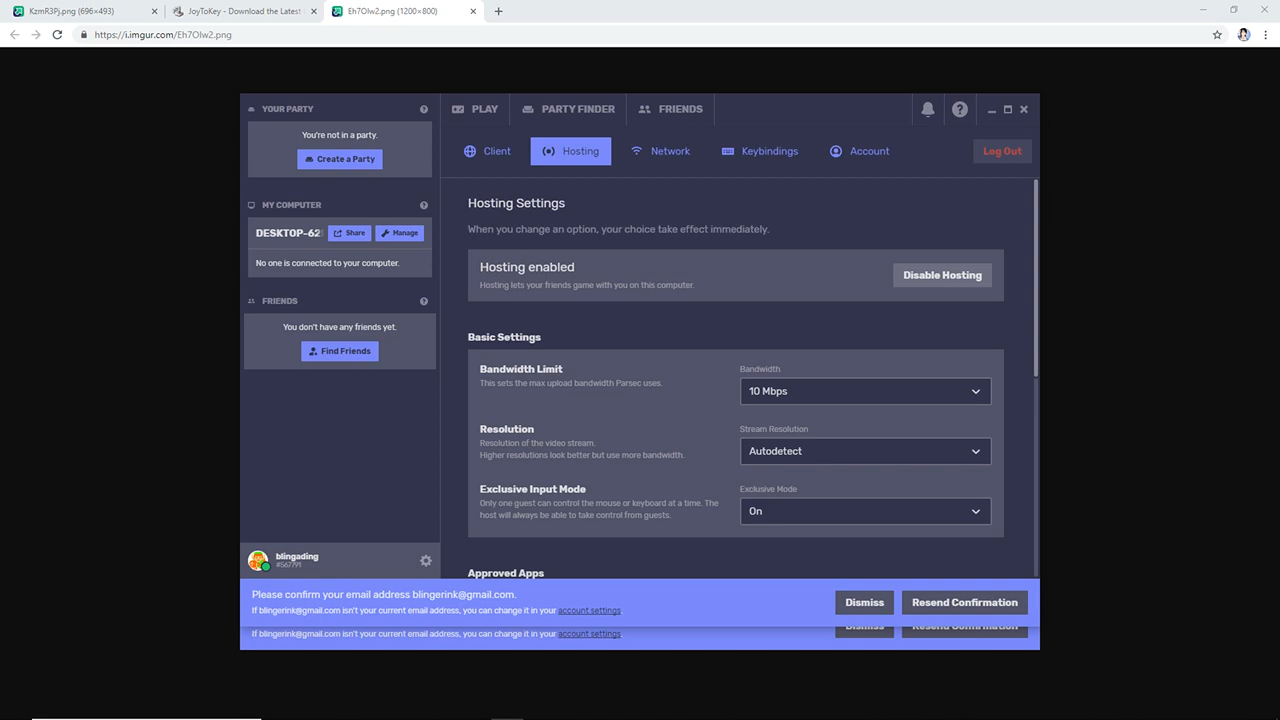 KzmR3Pj.png (696×493)
JoyToKey - Download the Latest
Eh7Olw2.png (1200×800)
https://i.imgur.com/Eh7Olw2.png
YOUR PARTY
You're not in a party.
Create a Party
MY COMPUTER
DESKTOP-62
Share
Manage
No one is connected to your computer.
FRIENDS
You don't have any friends yet.
Find Friends
blingading
#567791
PLAY
PARTY FINDER
FRIENDS
Client
Hosting
Network
Keybindings
Account
Log Out
Hosting Settings
When you change an option, your choice take effect immediately.
Hosting enabled
Hosting lets your friends game with you on this computer.
Disable Hosting
Basic Settings
Bandwidth Limit
This sets the max upload bandwidth Parsec uses.
Bandwidth
10 Mbps
Resolution
Resolution of the video stream.
Higher resolutions look better but use more bandwidth.
Stream Resolution
Autodetect
Exclusive Input Mode
Only one guest can control the mouse or keyboard at a time. The
host will always be able to take control from guests.
Exclusive Mode
On
Approved Apps
Please confirm your email address blingerink@gmail.com.
If blingerink@gmail.com isn't your current email address, you can change it in your account settings.
Dismiss
Resend Confirmation
If blingerink@gmail.com isn't your current email address, you can change it in your account settings.
Dismiss
Resend Confirmation